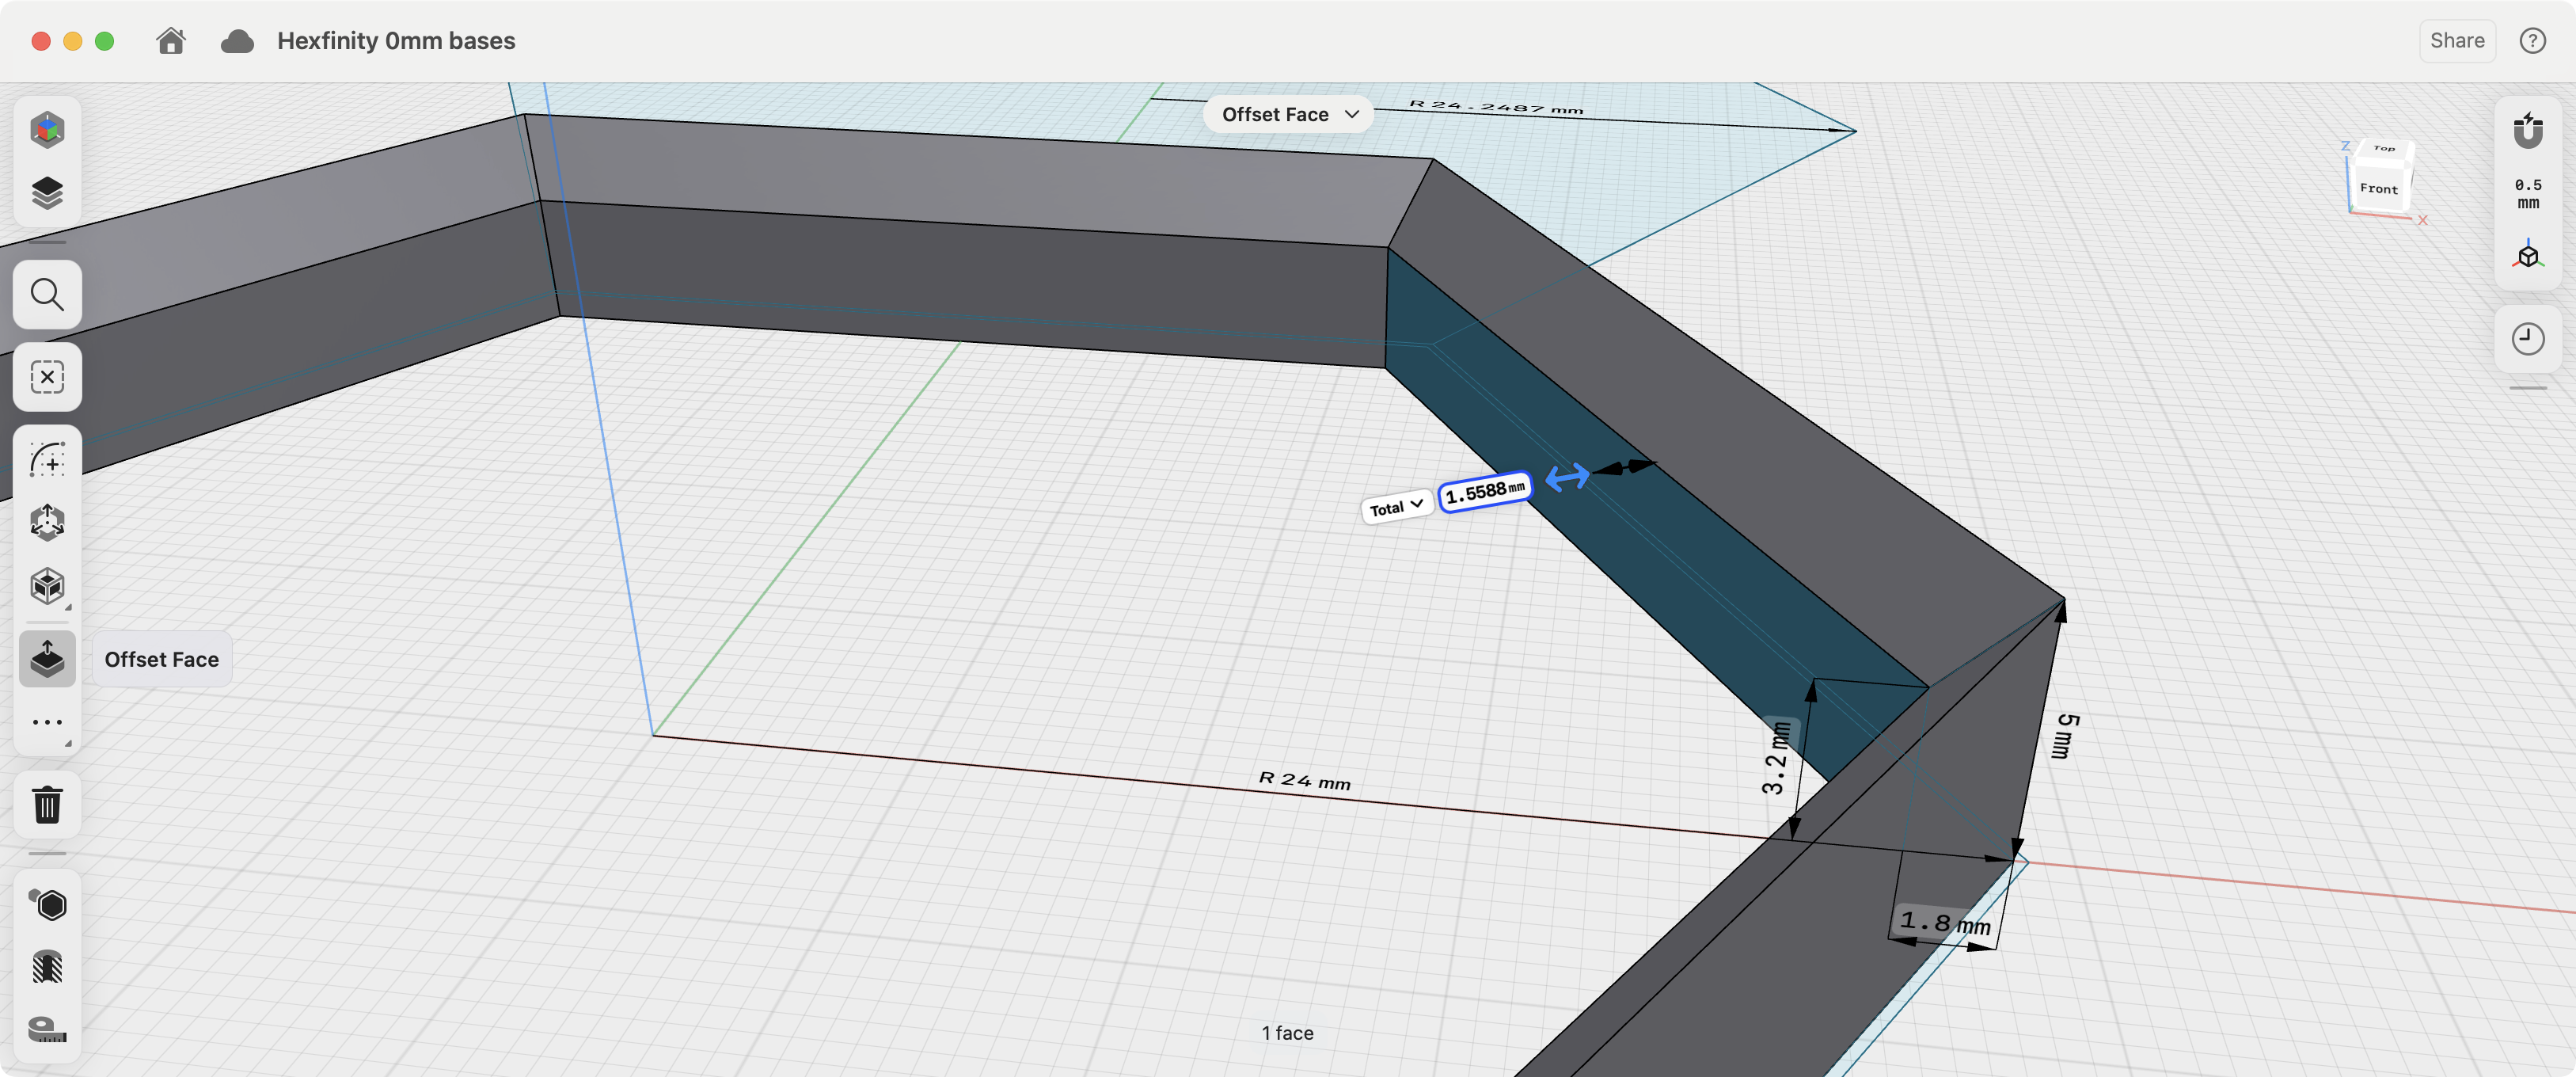 Hexfinity 0mm bases
Share
?
Offset Face
R 24.2487 mm
Top
Front
Z
X
0.5
mm
Total
1.5588 mm
Offset Face
R 24 mm
3.2 mm
5 mm
1.8 mm
1 face